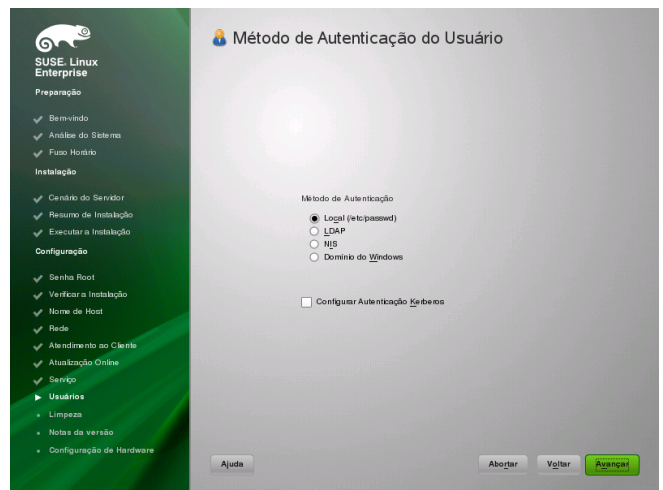 SUSE. Linux
Enterprise
Preparação
Bem-vindo
Análise do Sistema
Fuso Horário
Instalação
Cenário do Servidor
Resumo de Instalação
Executar a Instalação
Configuração
Senha Root
Verificar a Instalação
Nome de Host
Rede
Atendimento ao Cliente
Atualização Online
Serviço
Usuários
Limpeza
Notas da versão
Configuração de Hardware
Método de Autenticação do Usuário
Método de Autenticação
Local (/etc/passwd)
LDAP
NIS
Domínio do Windows
Configurar Autenticação Kerberos
Ajuda
Abortar
Voltar
Avançar